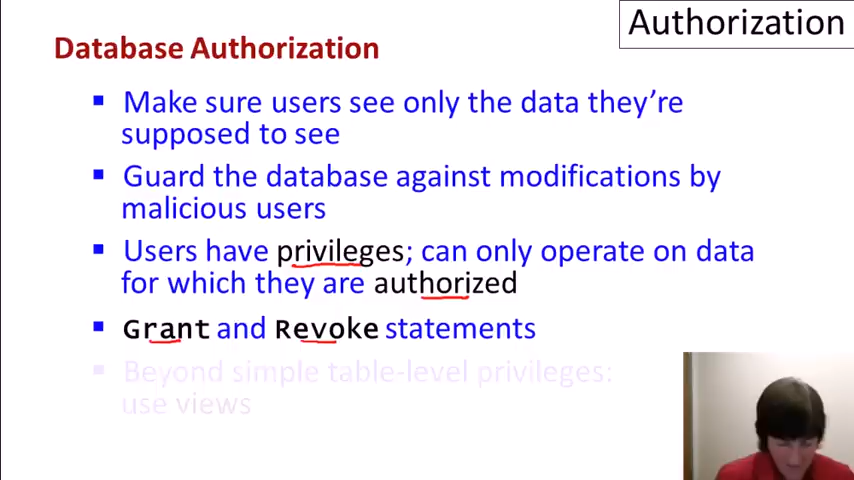 Authorization
Database Authorization
▪ Make sure users see only the data they're
supposed to see
▪ Guard the database against modifications by
malicious users
▪ Users have privileges; can only operate on data
for which they are authorized
▪ Grant and Revoke statements
▪ Beyond simple table-level privileges:
use views